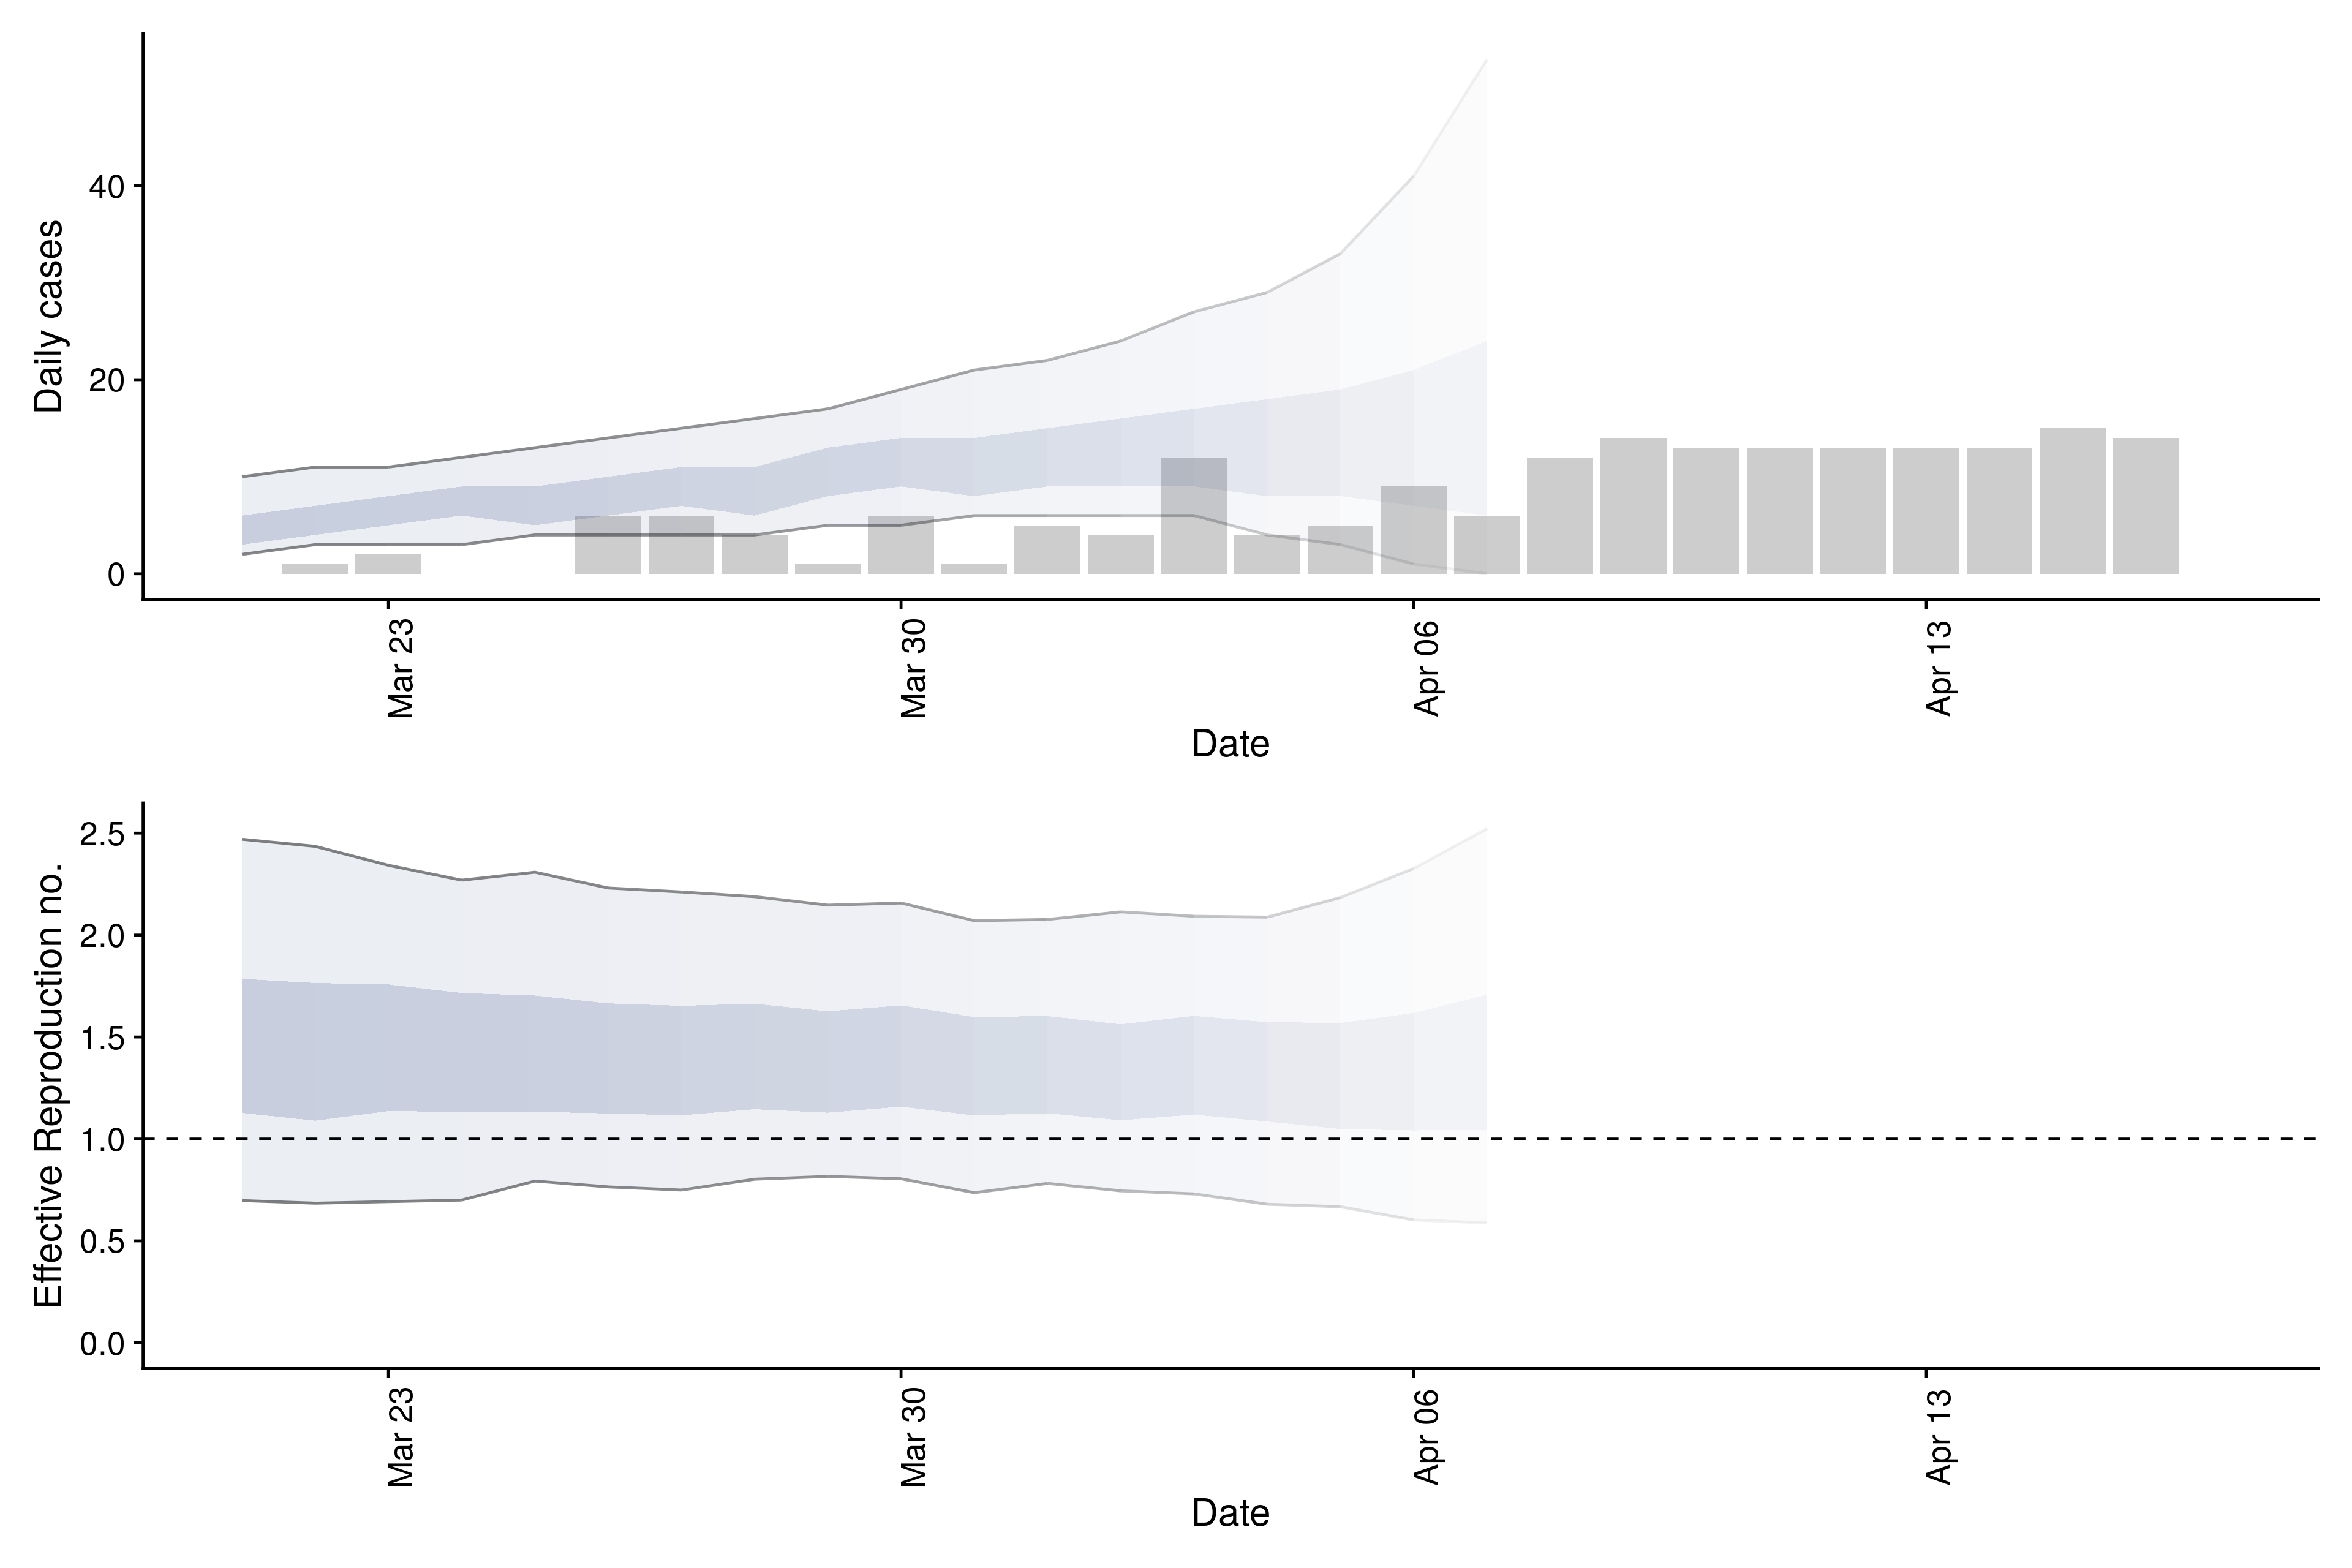 Daily cases
40
20
0
Mar 23
Mar 30
Apr 06
Apr 13
Date
Effective Reproduction no.
2.5
2.0
1.5
1.0
0.5
0.0
Mar 23
Mar 30
Apr 06
Apr 13
Date